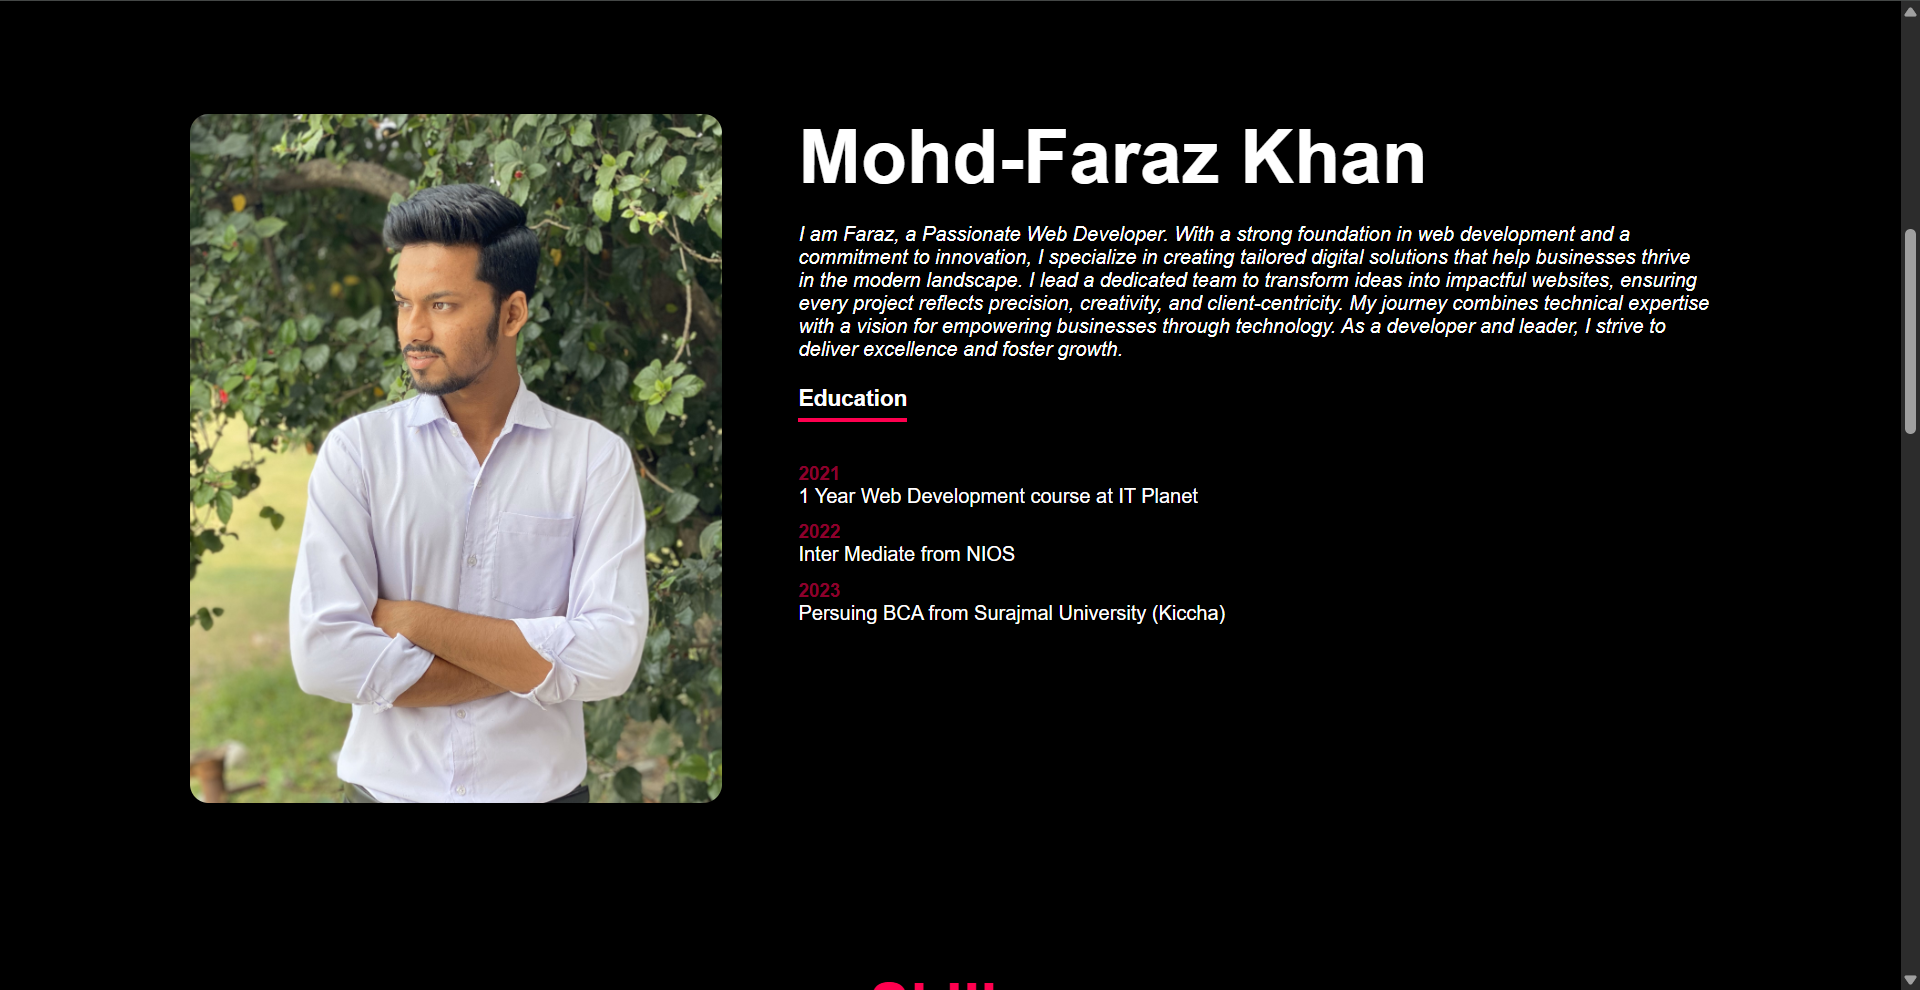 Mohd-Faraz Khan
I am Faraz, a Passionate Web Developer. With a strong foundation in web development and a
commitment to innovation, I specialize in creating tailored digital solutions that help businesses thrive
in the modern landscape. I lead a dedicated team to transform ideas into impactful websites, ensuring
every project reflects precision, creativity, and client-centricity. My journey combines technical expertise
with a vision for empowering businesses through technology. As a developer and leader, I strive to
deliver excellence and foster growth.
Education
2021
1 Year Web Development course at IT Planet
2022
Inter Mediate from NIOS
2023
Persuing BCA from Surajmal University (Kiccha)